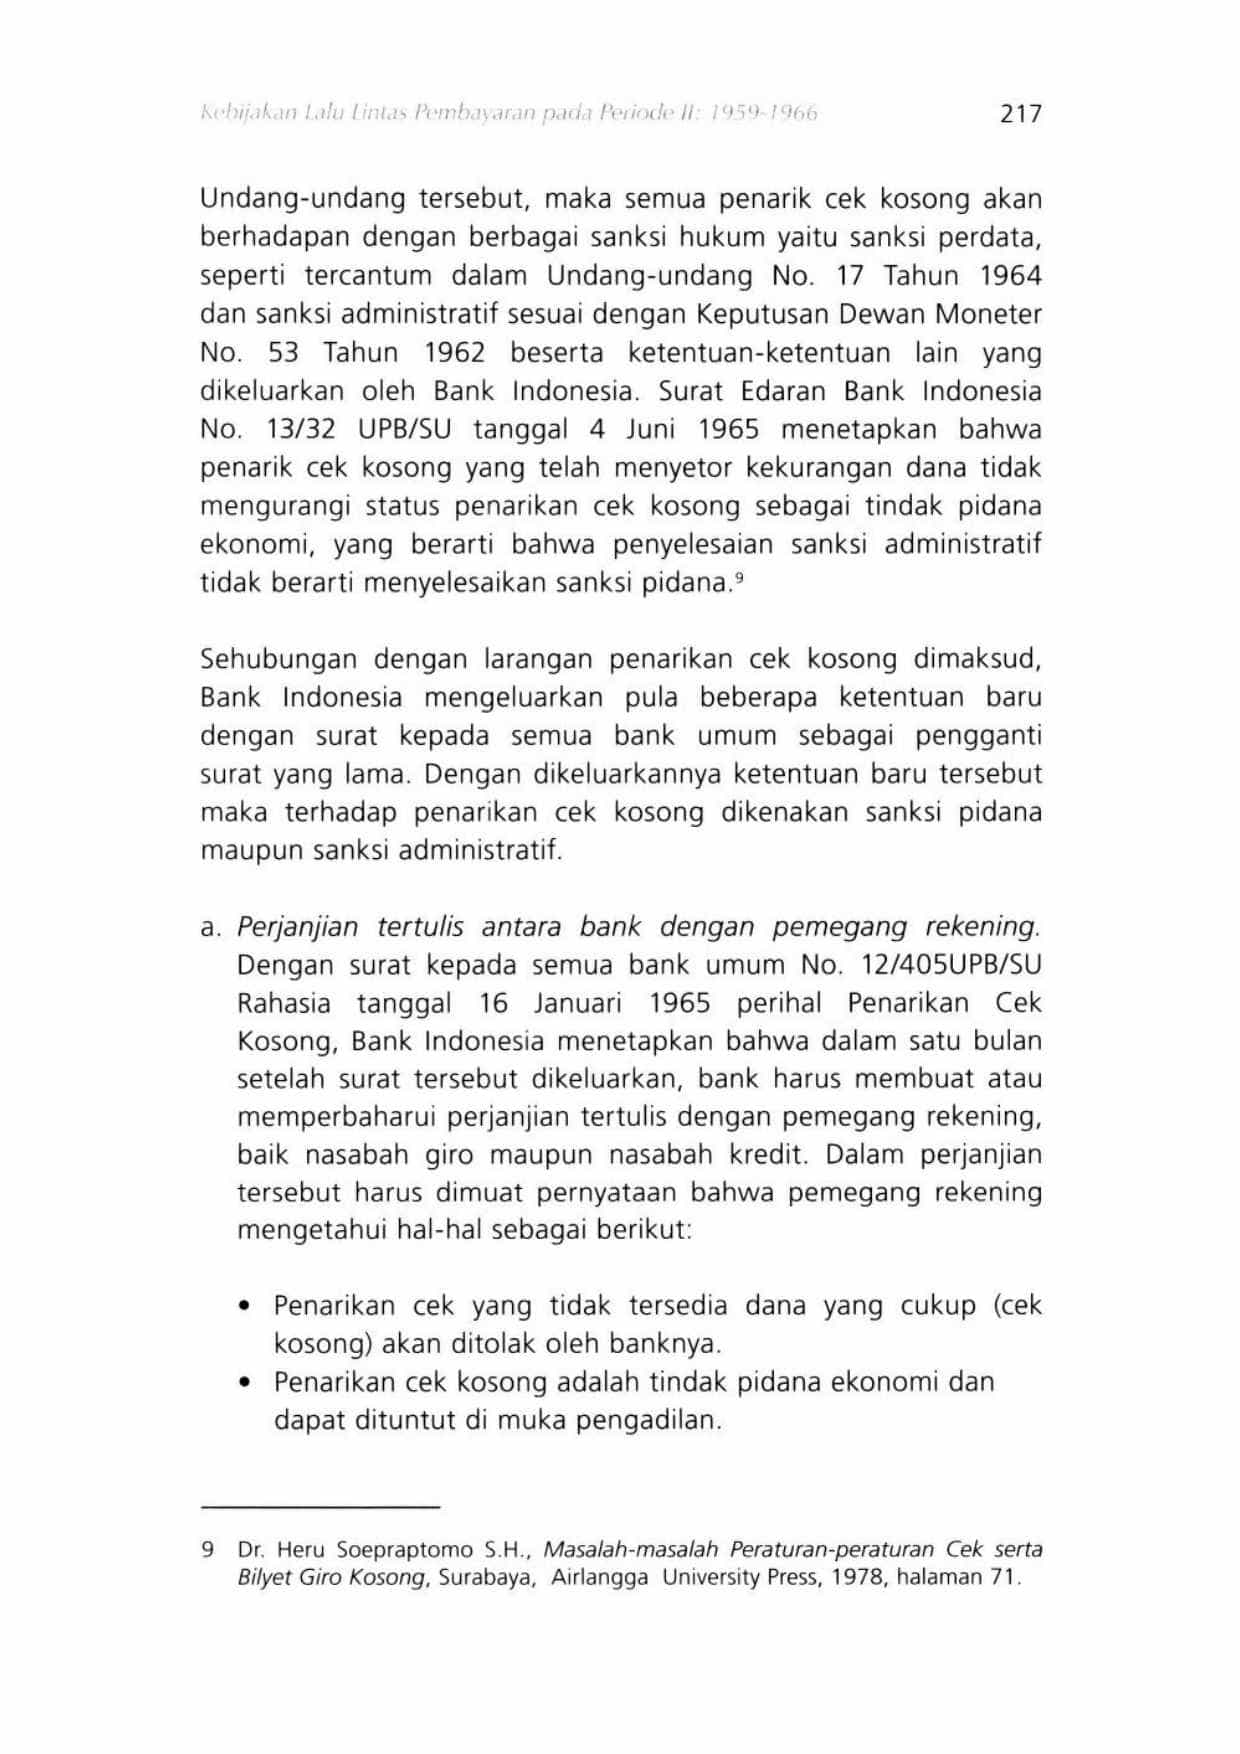 Kebijakan Lalu Lintas Pembayaran pada Periode II: 1959-1966 217
Undang-undang tersebut, maka semua penarik cek kosong akan
berhadapan dengan berbagai sanksi hukum yaitu sanksi perdata,
seperti tercantum dalam Undang-undang No. 17 Tahun 1964
dan sanksi administratif sesuai dengan Keputusan Dewan Moneter
No. 53 Tahun 1962 beserta ketentuan-ketentuan lain yang
dikeluarkan oleh Bank Indonesia. Surat Edaran Bank Indonesia
No. 13/32 UPB/SU tanggal 4 Juni 1965 menetapkan bahwa
penarik cek kosong yang telah menyetor kekurangan dana tidak
mengurangi status penarikan cek kosong sebagai tindak pidana
ekonomi, yang berarti bahwa penyelesaian sanksi administratif
tidak berarti menyelesaikan sanksi pidana.⁹
Sehubungan dengan larangan penarikan cek kosong dimaksud,
Bank Indonesia mengeluarkan pula beberapa ketentuan baru
dengan surat kepada semua bank umum sebagai pengganti
surat yang lama. Dengan dikeluarkannya ketentuan baru tersebut
maka terhadap penarikan cek kosong dikenakan sanksi pidana
maupun sanksi administratif.
a. Perjanjian tertulis antara bank dengan pemegang rekening.
Dengan surat kepada semua bank umum No. 12/405UPB/SU
Rahasia tanggal 16 Januari 1965 perihal Penarikan Cek
Kosong, Bank Indonesia menetapkan bahwa dalam satu bulan
setelah surat tersebut dikeluarkan, bank harus membuat atau
memperbaharui perjanjian tertulis dengan pemegang rekening,
baik nasabah giro maupun nasabah kredit. Dalam perjanjian
tersebut harus dimuat pernyataan bahwa pemegang rekening
mengetahui hal-hal sebagai berikut:
• Penarikan cek yang tidak tersedia dana yang cukup (cek
kosong) akan ditolak oleh banknya.
• Penarikan cek kosong adalah tindak pidana ekonomi dan
dapat dituntut di muka pengadilan.
9 Dr. Heru Soepraptomo S.H., Masalah-masalah Peraturan-peraturan Cek serta
Bilyet Giro Kosong, Surabaya, Airlangga University Press, 1978, halaman 71.